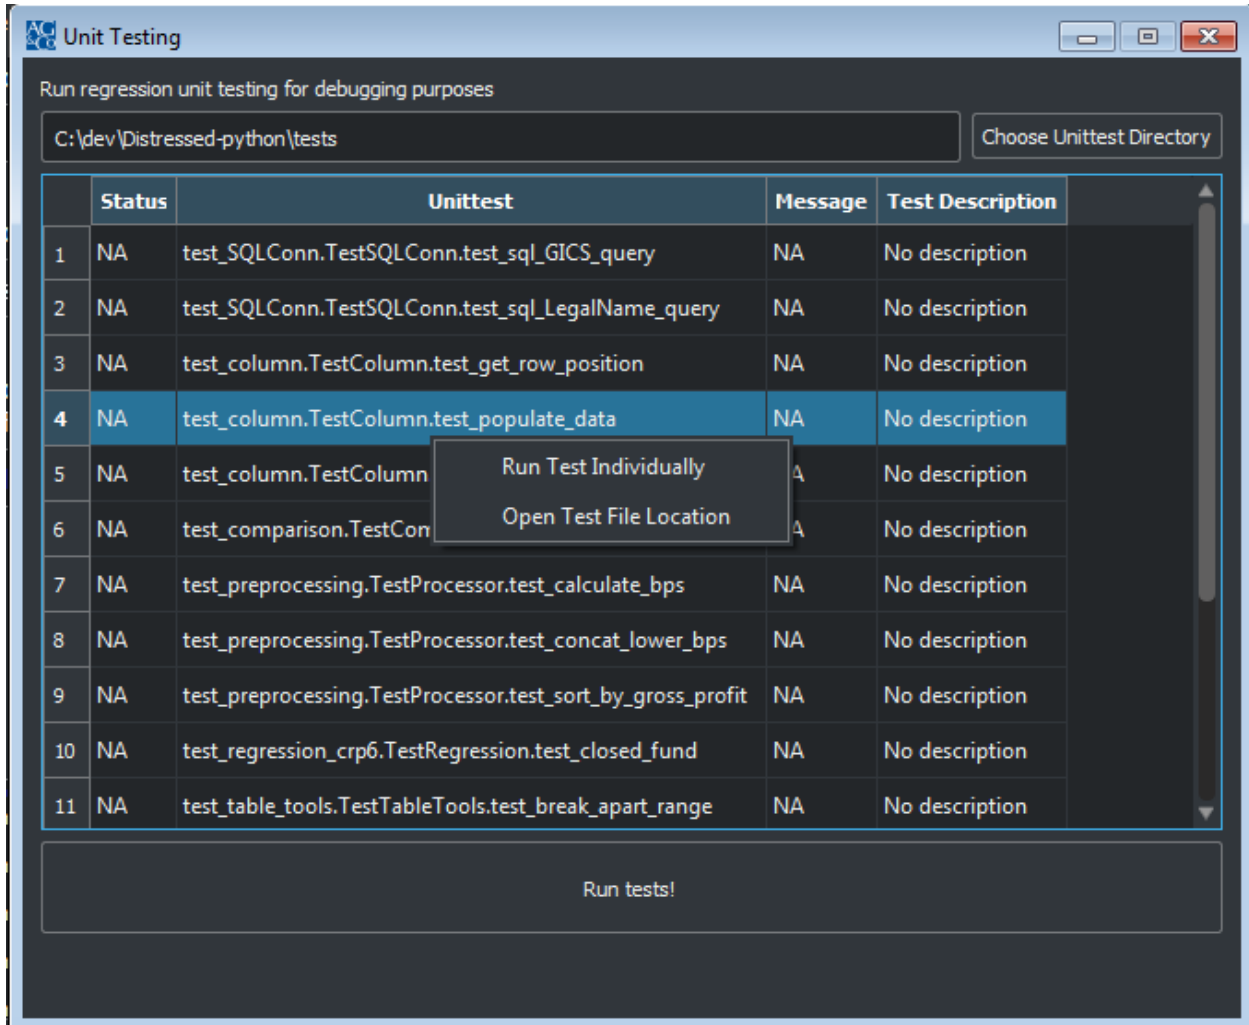 AC
&Co
Unit Testing
Run regression unit testing for debugging purposes
C:\dev\Distressed-python\tests
Choose Unittest Directory
Status Unittest Message Test Description
1 NA test_SQLConn.TestSQLConn.test_sql_GICS_query NA No description
2 NA test_SQLConn.TestSQLConn.test_sql_LegalName_query NA No description
3 NA test_column.TestColumn.test_get_row_position NA No description
4 NA test_column.TestColumn.test_populate_data NA No description
5 NA test_column.TestColumn A No description
Run Test Individually
6 NA test_comparison.TestCom A No description
Open Test File Location
7 NA test_preprocessing.TestProcessor.test_calculate_bps NA No description
8 NA test_preprocessing.TestProcessor.test_concat_lower_bps NA No description
9 NA test_preprocessing.TestProcessor.test_sort_by_gross_profit NA No description
10 NA test_regression_crp6.TestRegression.test_closed_fund NA No description
11 NA test_table_tools.TestTableTools.test_break_apart_range NA No description
Run tests!